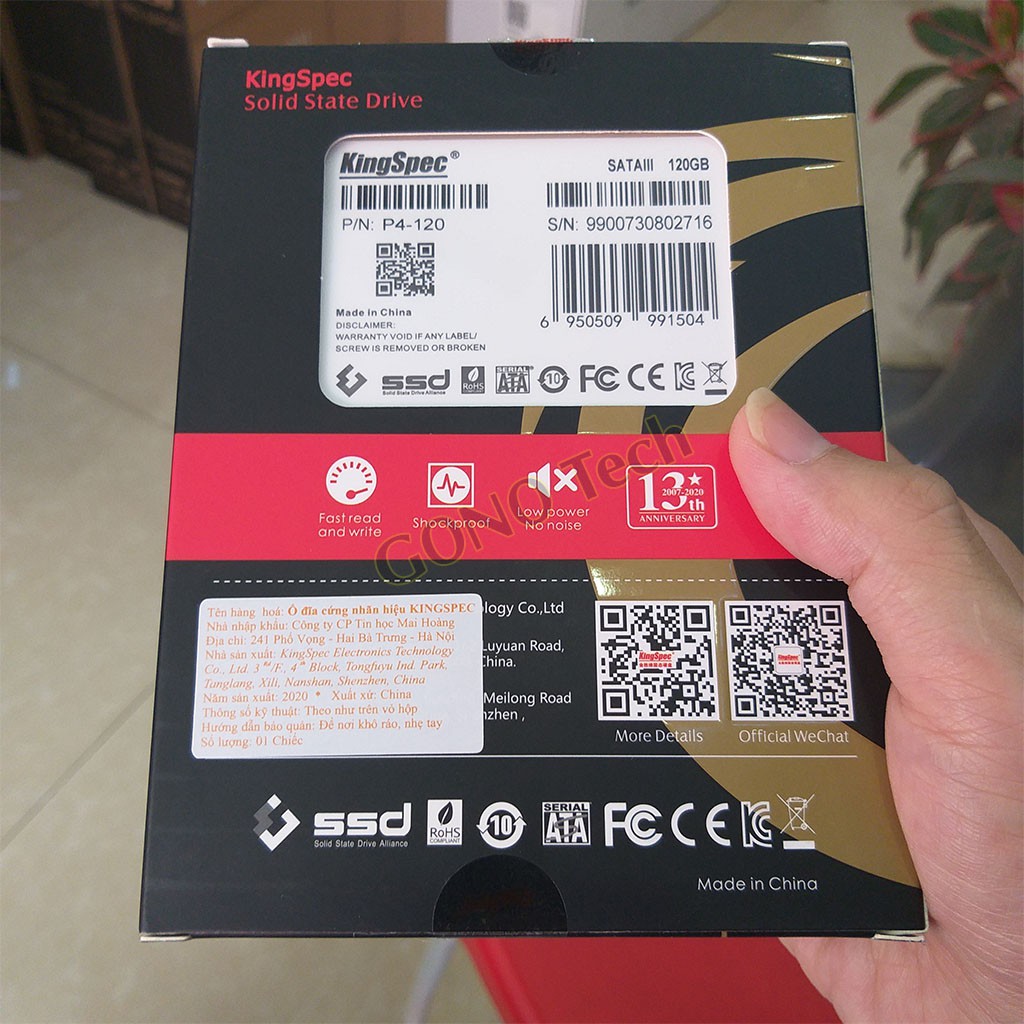 KingSpec
Solid State Drive
KingSpec®
SATAIII 120GB
P/N: P4-120
S/N: 9900730802716
6 950509 991504
Made in China
DISCLAIMER:
WARRANTY VOID IF ANY LABEL/
SCREW IS REMOVED OR BROKEN
ssd
Solid State Drive Alliance
RoHS
COMPLIANT
SERIAL
ATA
10
FC CE
Fast read
and write
Shockproof
Low power
No noise
13th
2007-2020
ANNIVERSARY
GONO Tech
Tên hàng hoá: Ổ đĩa cứng nhãn hiệu KINGSPEC
Nhà nhập khẩu: Công ty CP Tin học Mai Hoàng
Địa chỉ: 241 Phố Vọng - Hai Bà Trưng - Hà Nội
Nhà sản xuất: KingSpec Electronics Technology
Co., Ltd. 3rd/F, 4th Block, Tongfuyu Ind. Park,
Tanglang, Xili, Nanshan, Shenzhen, China
Năm sản xuất: 2020 * Xuất xứ: China
Thông số kỹ thuật: Theo như trên vỏ hộp
Hướng dẫn bảo quản: Để nơi khô ráo, nhẹ tay
Số lượng: 01 Chiếc
logy Co.,Ltd
Luyuan Road,
China.
Meilong Road
nzhen ,
KingSpec
KingSpec
More Details
Official WeChat
ssd
Solid State Drive Alliance
RoHS
COMPLIANT
10
SERIAL
ATA
FC CE
Made in China